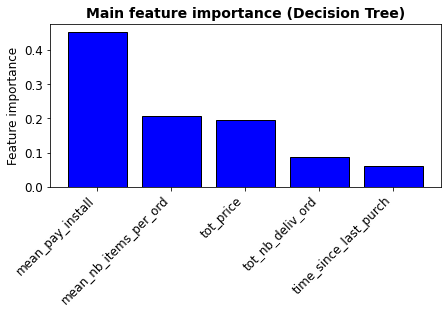 Main feature importance (Decision Tree)
Feature importance
0.4
0.3
0.2
0.1
0.0
mean_pay_install
mean_nb_items_per_ord
tot_price
tot_nb_deliv_ord
time_since_last_purch